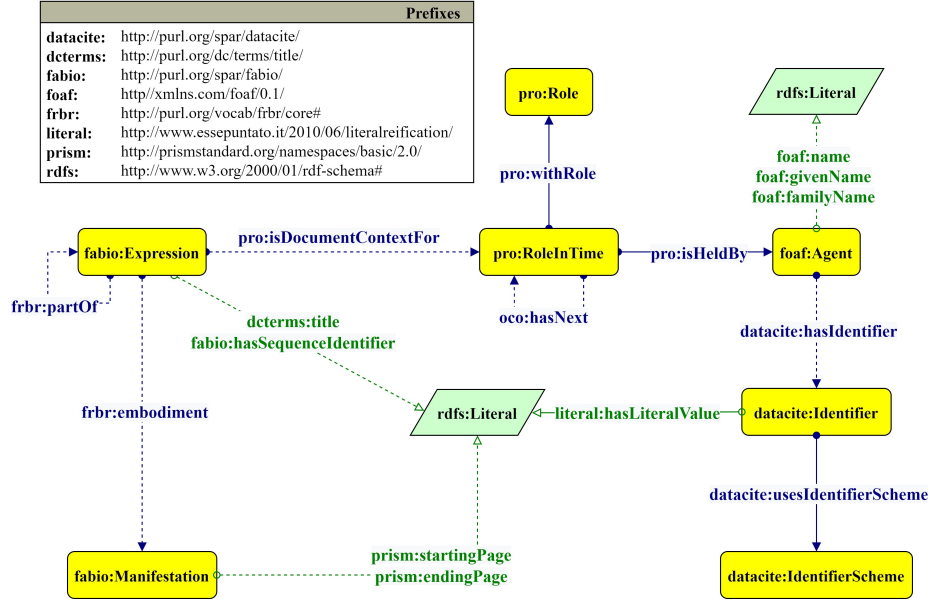 Prefixes
datacite: http://purl.org/spar/datacite/
dcterms: http://purl.org/dc/terms/title/
fabio: http://purl.org/spar/fabio/
foaf: http//xmlns.com/foaf/0.1/
frbr: http://purl.org/vocab/frbr/core#
literal: http://www.essepuntato.it/2010/06/literalreification/
prism: http://prismstandard.org/namespaces/basic/2.0/
rdfs: http://www.w3.org/2000/01/rdf-schema#
pro:Role
rdfs:Literal
pro:withRole
foaf:name
foaf:givenName
foaf:familyName
fabio:Expression
pro:isDocumentContextFor
pro:RoleInTime
pro:isHeldBy
foaf:Agent
frbr:partOf
oco:hasNext
dcterms:title
fabio:hasSequenceIdentifier
datacite:hasIdentifier
frbr:embodiment
rdfs:Literal
literal:hasLiteralValue
datacite:Identifier
datacite:usesIdentifierScheme
prism:startingPage
prism:endingPage
fabio:Manifestation
datacite:IdentifierScheme